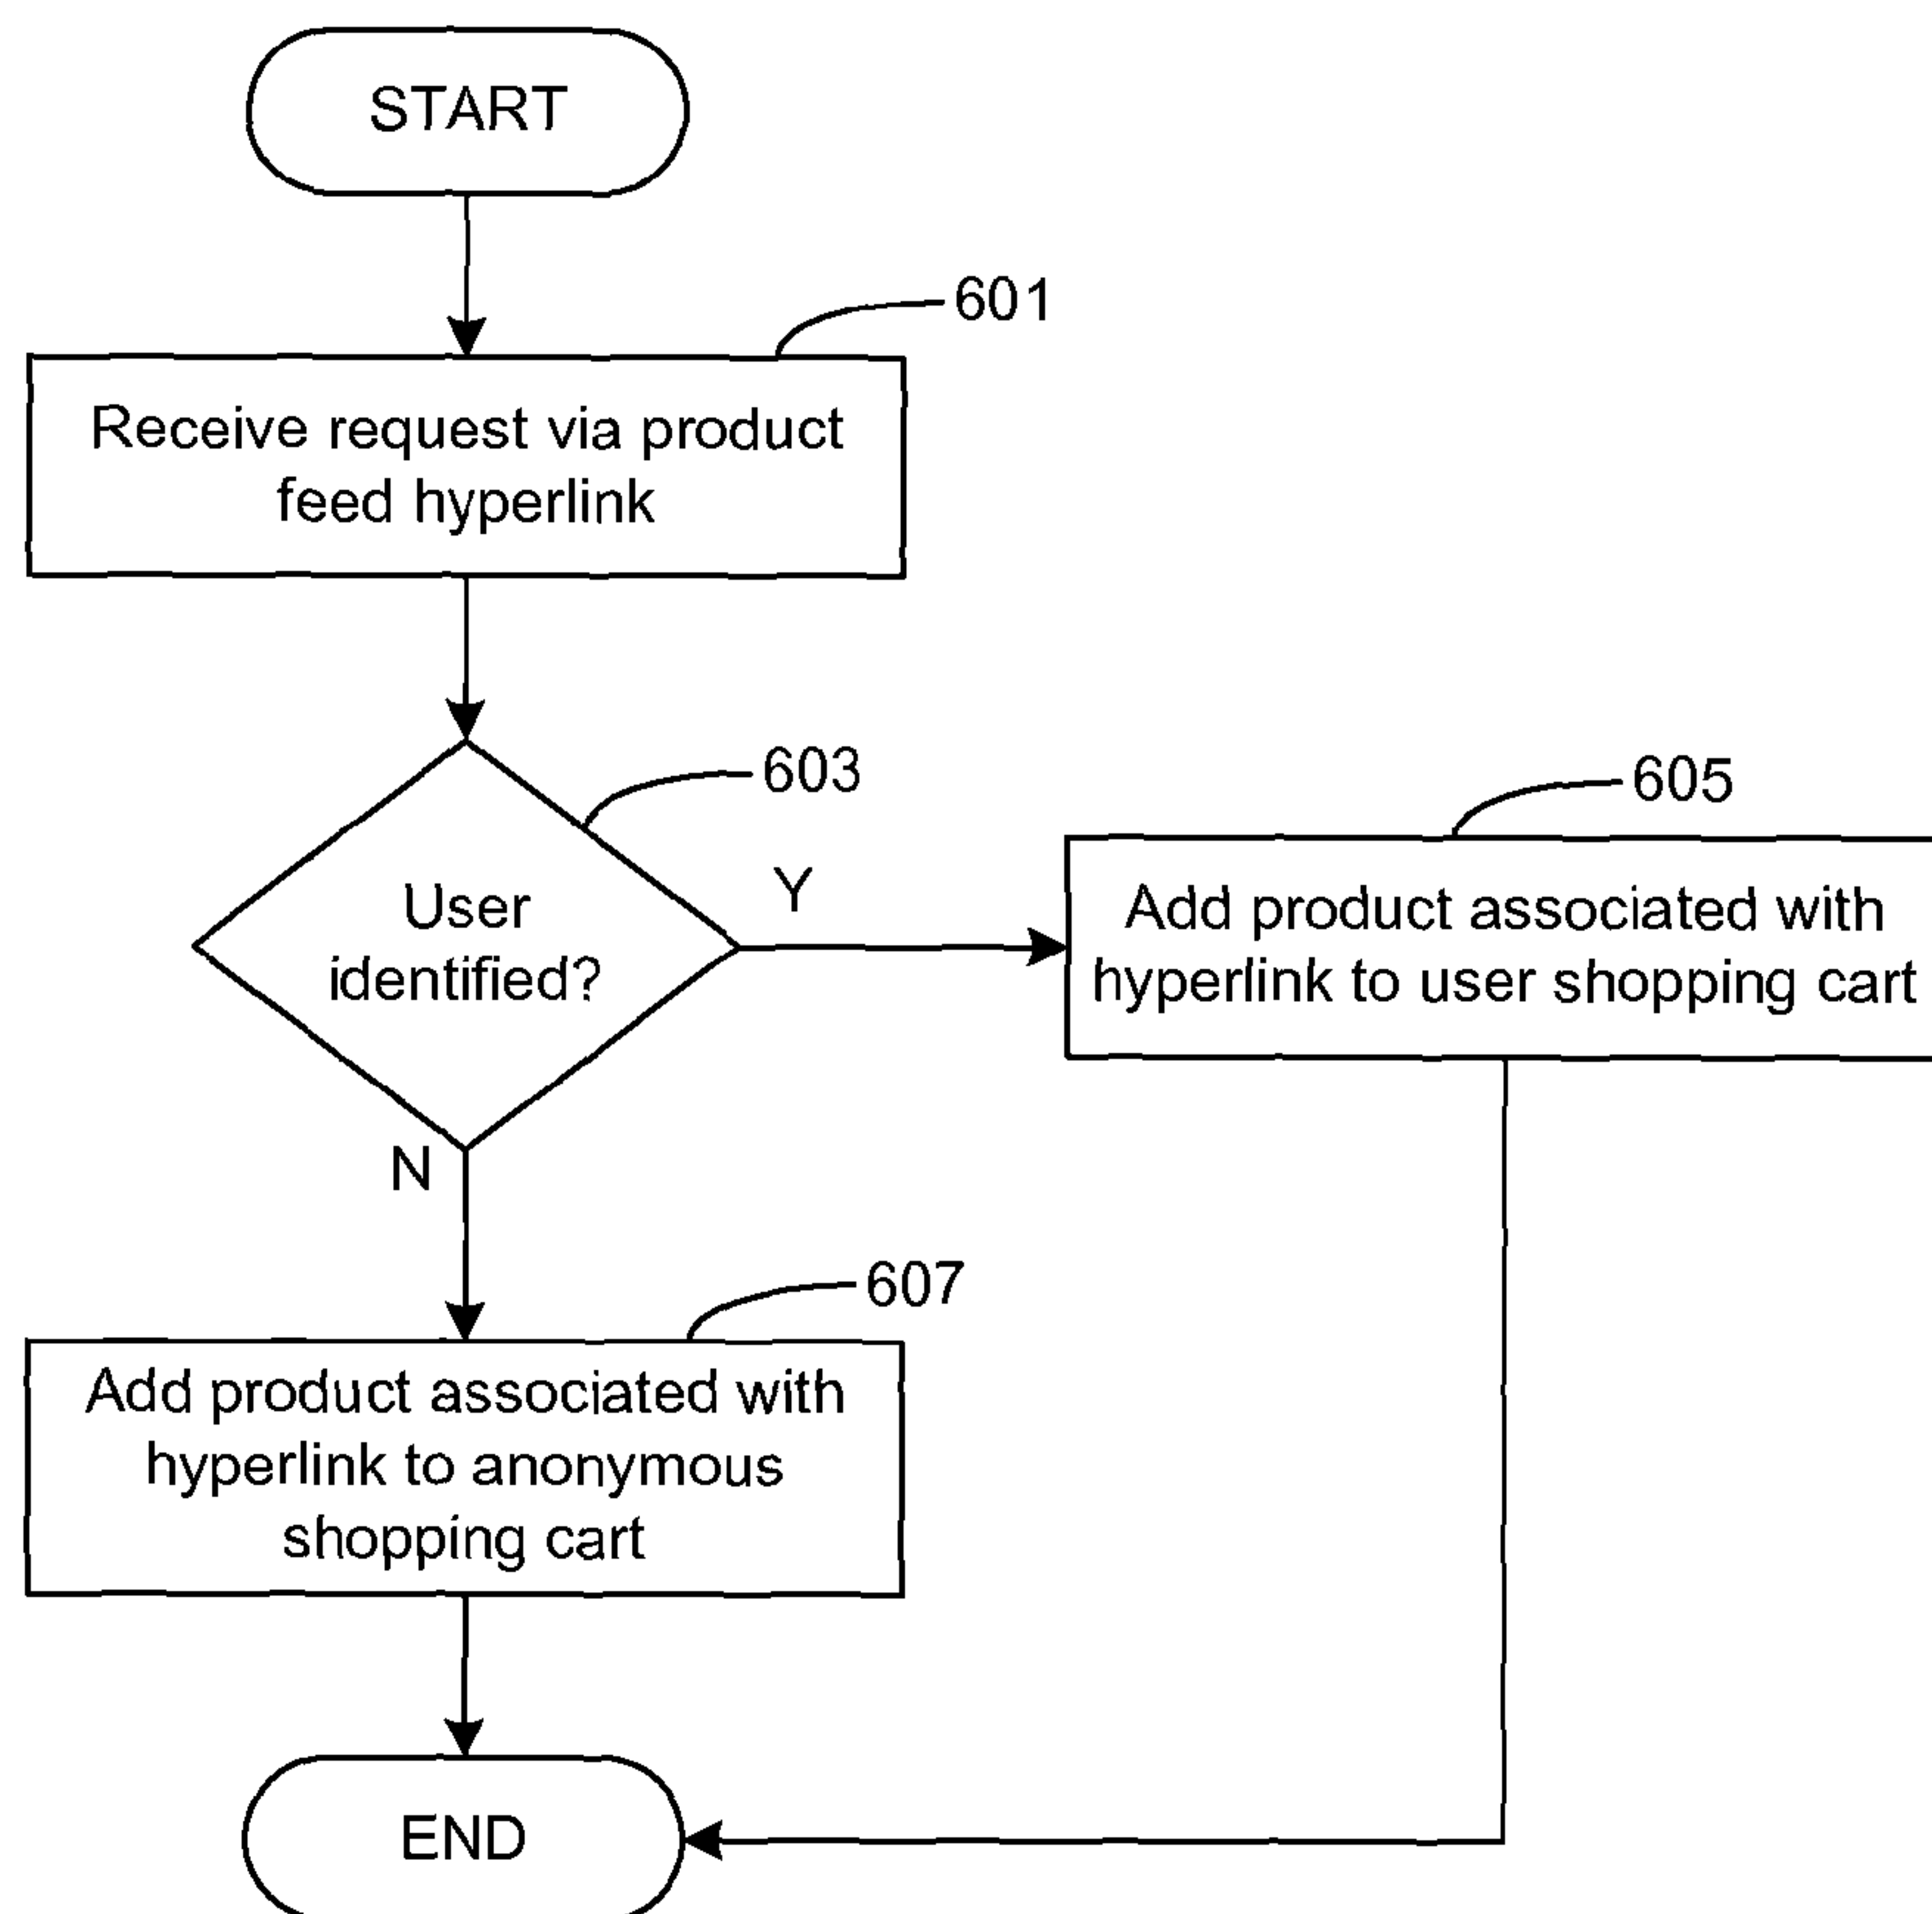 START
601
Receive request via product
feed hyperlink
603
User
identified?
Y
605
Add product associated with
hyperlink to user shopping cart
N
607
Add product associated with
hyperlink to anonymous
shopping cart
END